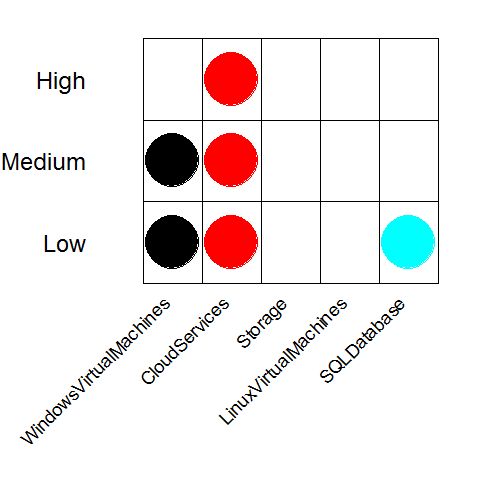 High
Medium
Low
WindowsVirtualMachines
CloudServices
Storage
LinuxVirtualMachines
SQLDatabase